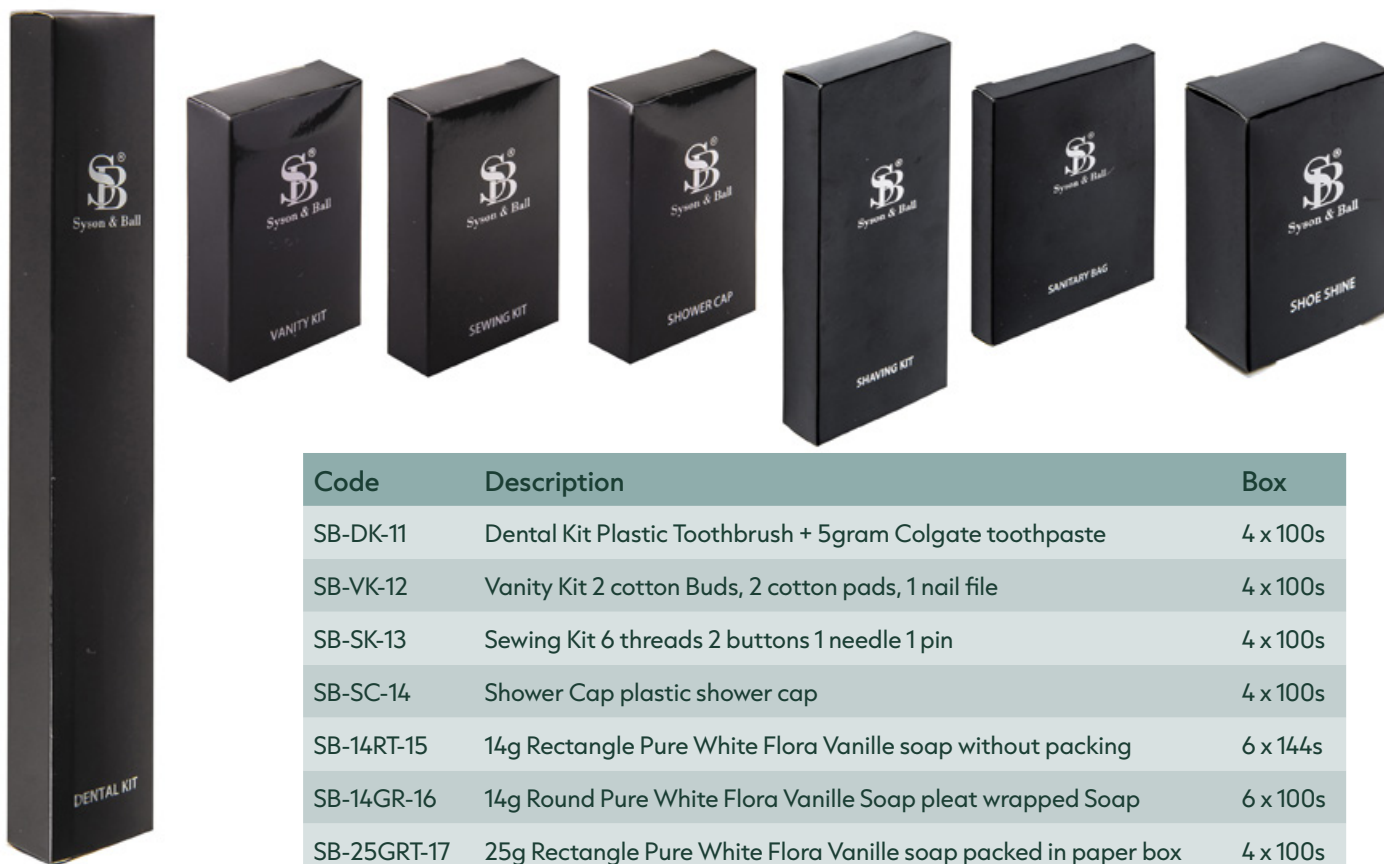 SB®
Syson & Ball
DENTAL KIT
SB®
Syson & Ball
VANITY KIT
SB®
Syson & Ball
SEWING KIT
SB®
Syson & Ball
SHOWER CAP
SB®
Syson & Ball
SHAVING KIT
SB®
Syson & Ball
SANITARY BAG
SB®
Syson & Ball
SHOE SHINE
Code Description Box
SB-DK-11 Dental Kit Plastic Toothbrush + 5gram Colgate toothpaste 4 x 100s
SB-VK-12 Vanity Kit 2 cotton Buds, 2 cotton pads, 1 nail file 4 x 100s
SB-SK-13 Sewing Kit 6 threads 2 buttons 1 needle 1 pin 4 x 100s
SB-SC-14 Shower Cap plastic shower cap 4 x 100s
SB-14RT-15 14g Rectangle Pure White Flora Vanille soap without packing 6 x 144s
SB-14GR-16 14g Round Pure White Flora Vanille Soap pleat wrapped Soap 6 x 100s
SB-25GRT-17 25g Rectangle Pure White Flora Vanille soap packed in paper box 4 x 100s